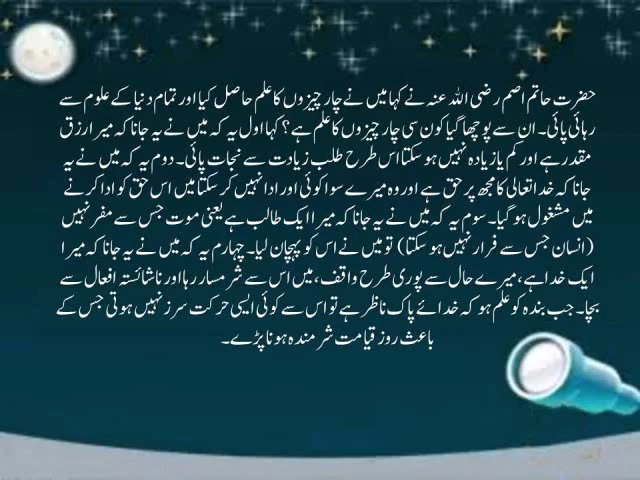 حضرت حاتم اصم رضی اللہ عنہ نے کہا میں نے چار چیزوں کا علم حاصل کیا اور تمام دنیا کے علوم سے
رہائی پائی۔ ان سے پوچھا گیا کون سی چار چیزوں کا علم ہے؟ کہا اول یہ کہ میں نے یہ جانا کہ میرا رزق
مقدر ہے اور کم یا زیادہ نہیں ہو سکتا اس طرح طلب زیادت سے نجات پائی۔ دوم یہ کہ میں نے یہ
جانا کہ خدا تعالی کا مجھ پر حق ہے اور وہ میرے سوا کوئی اور ادا نہیں کر سکتا میں اس حق کو ادا کرنے
میں مشغول ہو گیا۔ سوم یہ کہ میں نے یہ جانا کہ میرا ایک طالب ہے یعنی موت جس سے مفر نہیں
(انسان جس سے فرار نہیں ہو سکتا) تو میں نے اس کو پہچان لیا۔ چہارم یہ کہ میں نے یہ جانا کہ میرا
ایک خدا ہے، میرے حال سے پوری طرح واقف، میں اس سے شرمسار رہا اور ناشائستہ افعال سے
بچا۔ جب بندہ کو علم ہو کہ خدائے پاک ناظر ہے تو اس سے کوئی ایسی حرکت سرز نہیں ہوتی جس کے
باعث روز قیامت شرمندہ ہونا پڑے۔